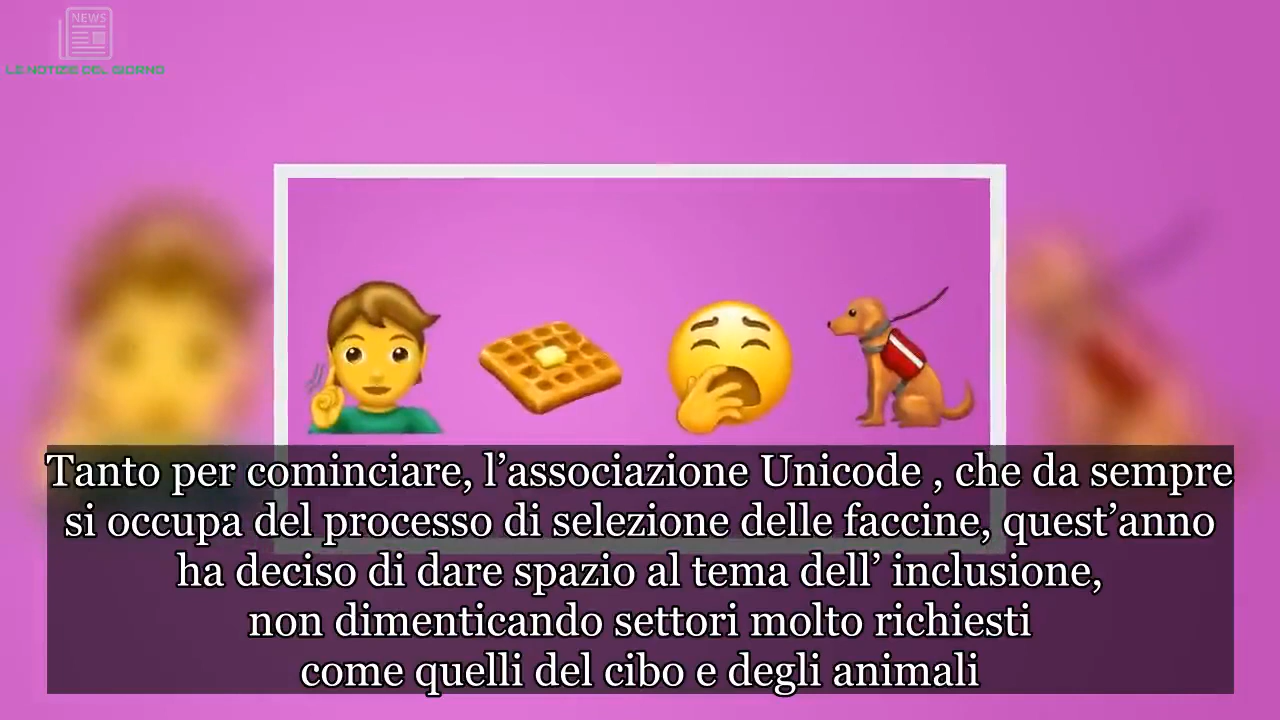 NEWS
LE NOTIZIE DEL GIORNO
Tanto per cominciare, l’associazione Unicode , che da sempre
si occupa del processo di selezione delle faccine, quest’anno
ha deciso di dare spazio al tema dell’ inclusione,
non dimenticando settori molto richiesti
come quelli del cibo e degli animali